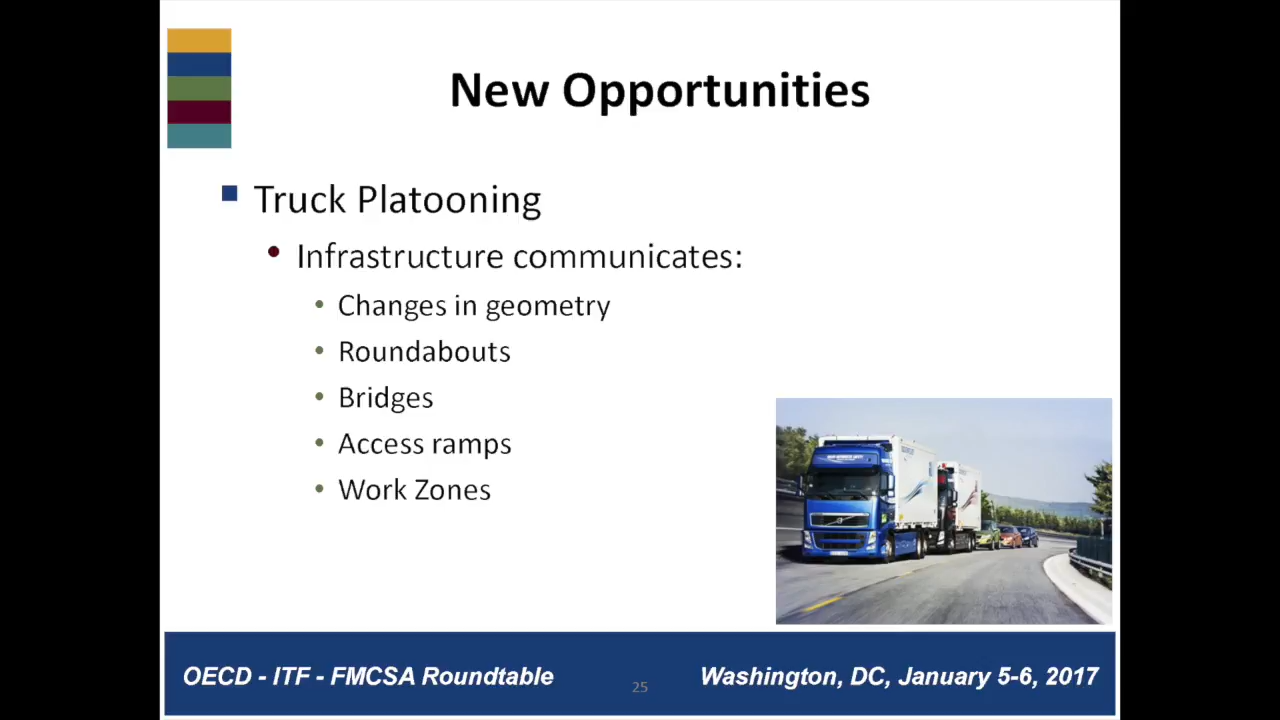 New Opportunities
Truck Platooning
Infrastructure communicates:
Changes in geometry
Roundabouts
Bridges
Access ramps
Work Zones
OECD - ITF - FMCSA Roundtable
25
Washington, DC, January 5-6, 2017